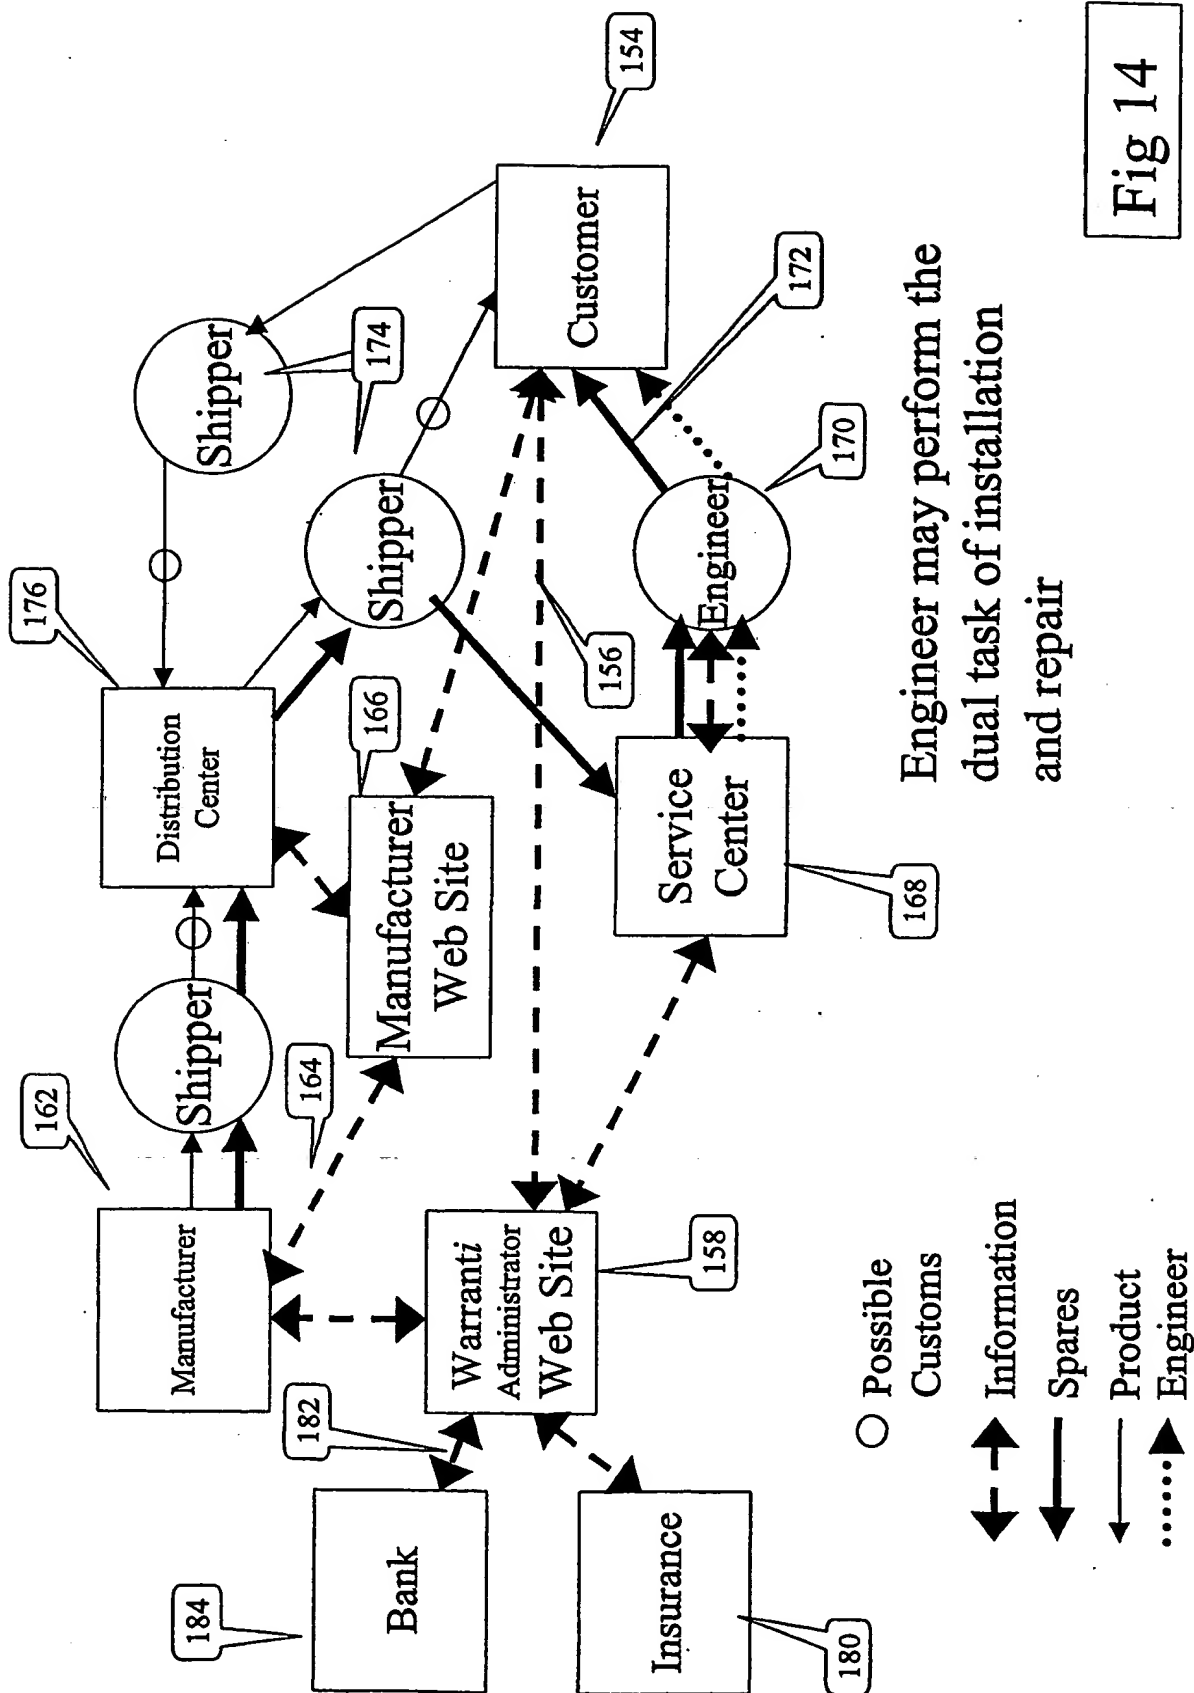 184
Bank
182
Insurance
180
162
Manufacturer
164
Warranti
Administrator
Web Site
158
Shipper
176
Distribution
Center
166
Manufacturer
Web Site
Service
Center
168
Shipper
174
Shipper
156
Engineer
170
172
Customer
154
Possible
Customs
Information
Spares
Product
Engineer
Engineer may perform the
dual task of installation
and repair
Fig 14